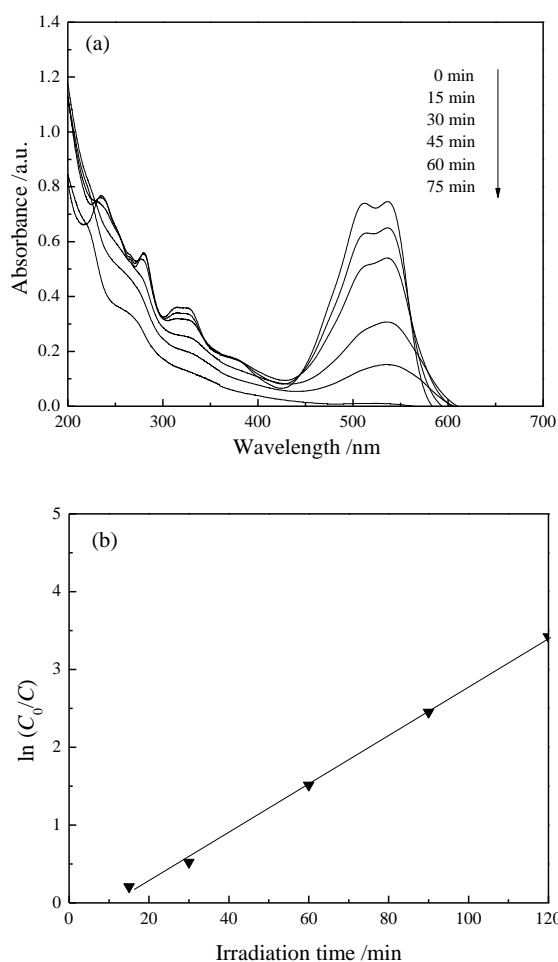 (a)
1.4
1.2
1.0
0.8
0.6
0.4
0.2
0.0
Absorbance /a.u.
0 min
15 min
30 min
45 min
60 min
75 min
200 300 400 500 600 700
Wavelength /nm
(b)
5
4
3
2
1
0
ln (C0/C)
0 20 40 60 80 100 120
Irradiation time /min